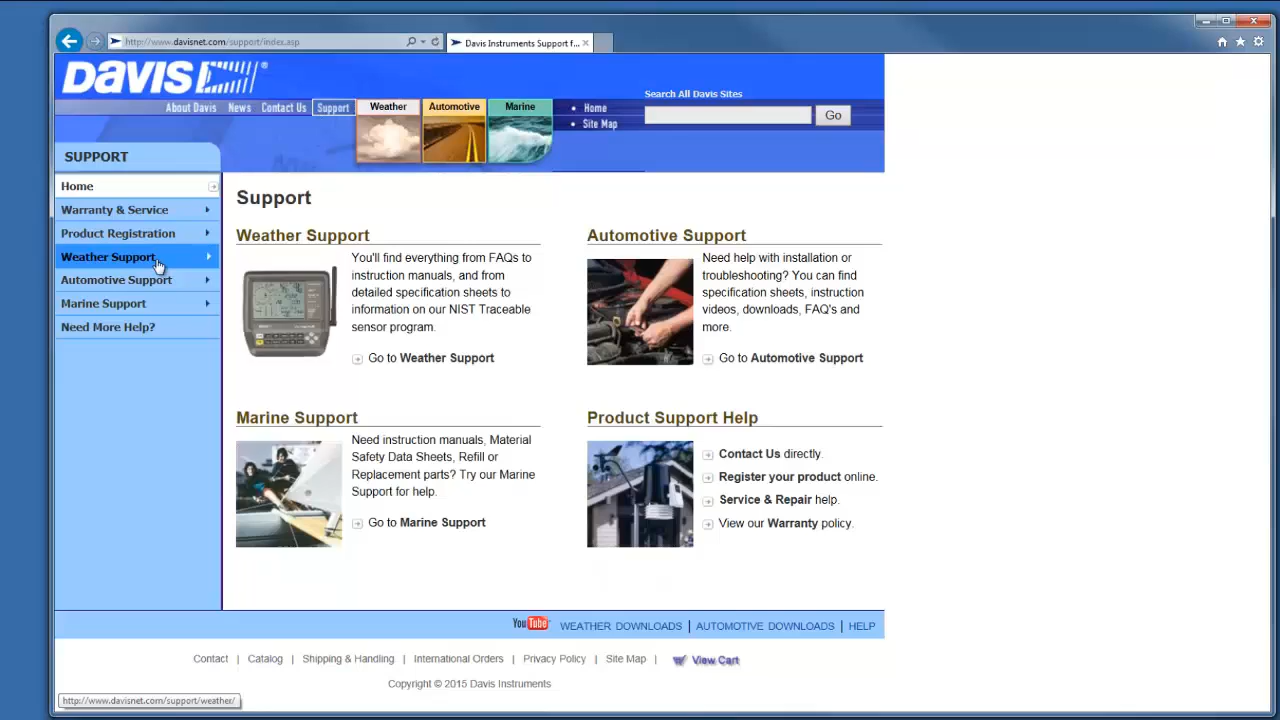 http://www.davisnet.com/support/index.asp
Davis Instruments Support f...
DAVIS
®
About Davis
News
Contact Us
Support
Weather
Automotive
Marine
Home
Site Map
Search All Davis Sites
Go
SUPPORT
Home
Warranty & Service
Product Registration
Weather Support
Automotive Support
Marine Support
Need More Help?
Support
Weather Support
You'll find everything from FAQs to
instruction manuals, and from
detailed specification sheets to
information on our NIST Traceable
sensor program.
Go to Weather Support
Automotive Support
Need help with installation or
troubleshooting? You can find
specification sheets, instruction
videos, downloads, FAQ's and
more.
Go to Automotive Support
Marine Support
Need instruction manuals, Material
Safety Data Sheets, Refill or
Replacement parts? Try our Marine
Support for help.
Go to Marine Support
Product Support Help
Contact Us directly.
Register your product online.
Service & Repair help.
View our Warranty policy.
YouTube
WEATHER DOWNLOADS | AUTOMOTIVE DOWNLOADS | HELP
Contact | Catalog | Shipping & Handling | International Orders | Privacy Policy | Site Map | View Cart
Copyright © 2015 Davis Instruments
http://www.davisnet.com/support/weather/